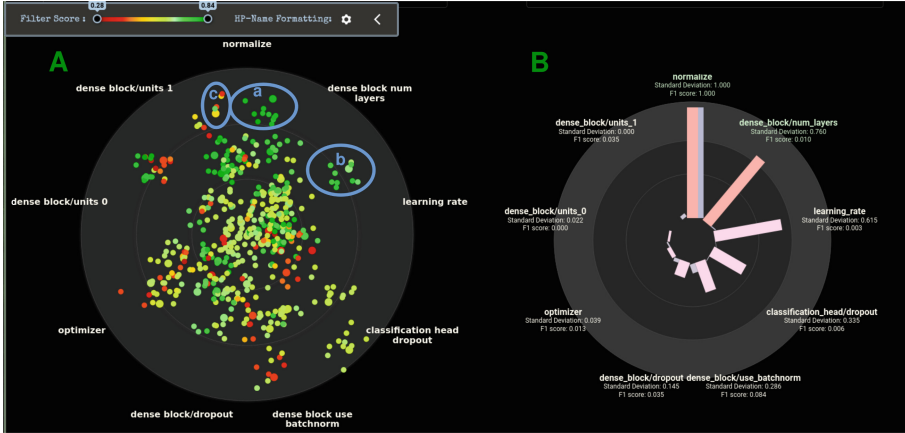 0.28
0.84
Filter Score :
HP-Name Formatting:
A
B
normalize
dense block/units 1
c
a
dense block num
layers
b
dense block/units 0
learning rate
optimizer
classification head
dropout
dense block/dropout
dense block use
batchnorm
normalize
Standard Deviation: 1.000
F1 score: 1.000
dense_block/units_1
Standard Deviation: 0.000
F1 score: 0.035
dense_block/num_layers
Standard Deviation: 0.760
F1 score: 0.010
dense_block/units_0
Standard Deviation: 0.022
F1 score: 0.000
learning_rate
Standard Deviation: 0.615
F1 score: 0.003
optimizer
Standard Deviation: 0.039
F1 score: 0.013
classification_head/dropout
Standard Deviation: 0.335
F1 score: 0.006
dense_block/dropout
Standard Deviation: 0.145
F1 score: 0.035
dense_block/use_batchnorm
Standard Deviation: 0.286
F1 score: 0.084